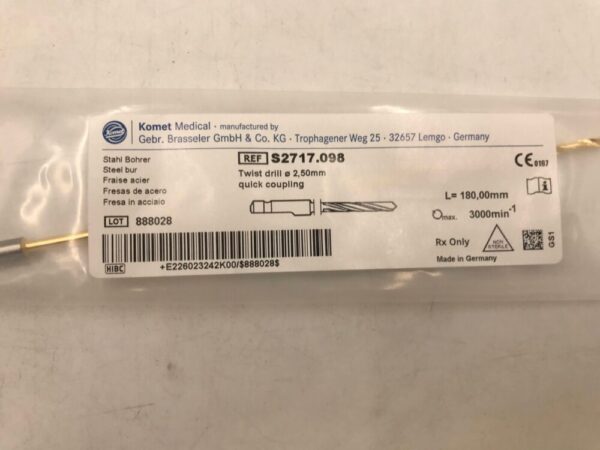 Komet
Komet Medical · manufactured by
Gebr. Brasseler GmbH & Co. KG · Trophagener Weg 25 · 32657 Lemgo · Germany
Stahl Bohrer
Steel bur
Fraise acier
Fresas de acero
Fresa in acciaio
LOT 888028
REF S2717.098
Twist drill ø 2,50mm
quick coupling
CE 0197
i
L= 180,00mm
max. 3000min-1
Rx Only
NON STERILE
Made in Germany
GS1
HIBC
+E226023242K00/$888028$